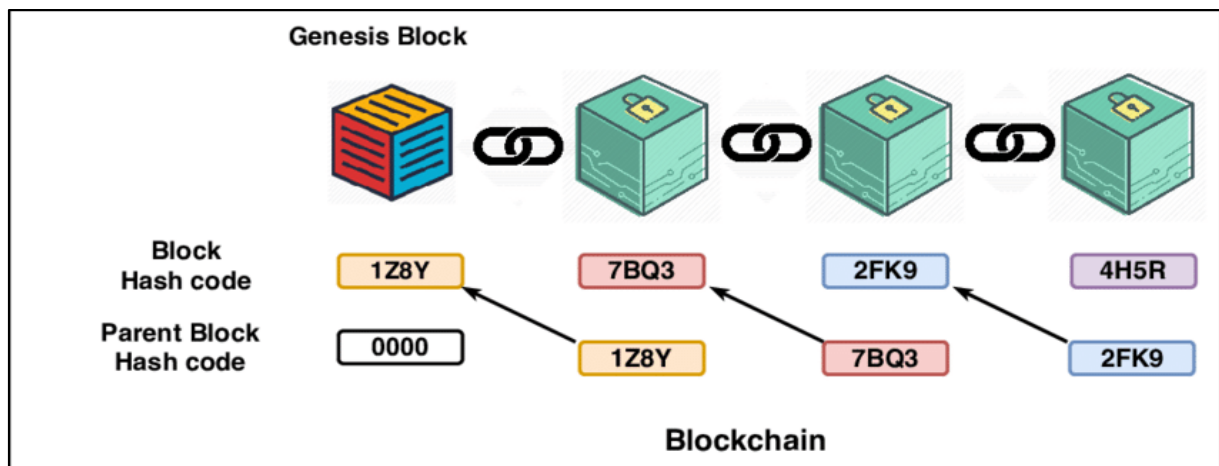 Genesis Block
Block
Hash code
1Z8Y
7BQ3
2FK9
4H5R
Parent Block
Hash code
0000
1Z8Y
7BQ3
2FK9
Blockchain